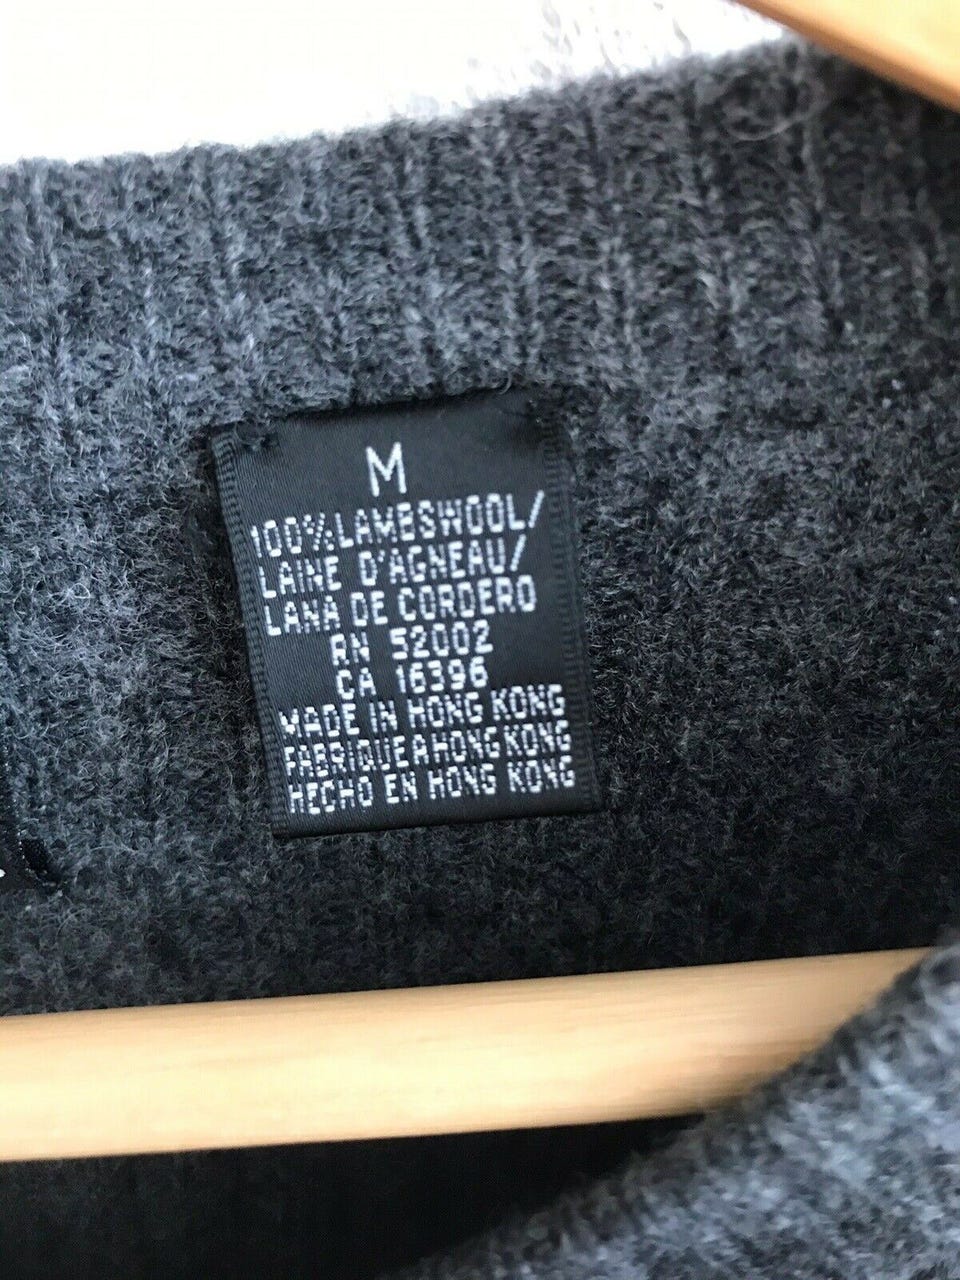 M
100% LAMBSWOOL/
LAINE D'AGNEAU/
LANA DE CORDERO
RN 52002
CA 16396
MADE IN HONG KONG
FABRIQUE A HONG KONG
HECHO EN HONG KONG